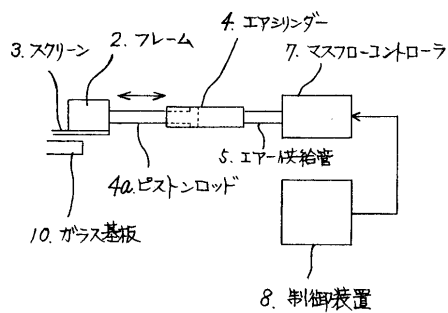 4. エアシリンダー
2. フレーム
7. マスフローコントローラ
3. スクリーン
5. エアー供給管
4a. ピストンロッド
10. ガラス基板
8. 制御装置